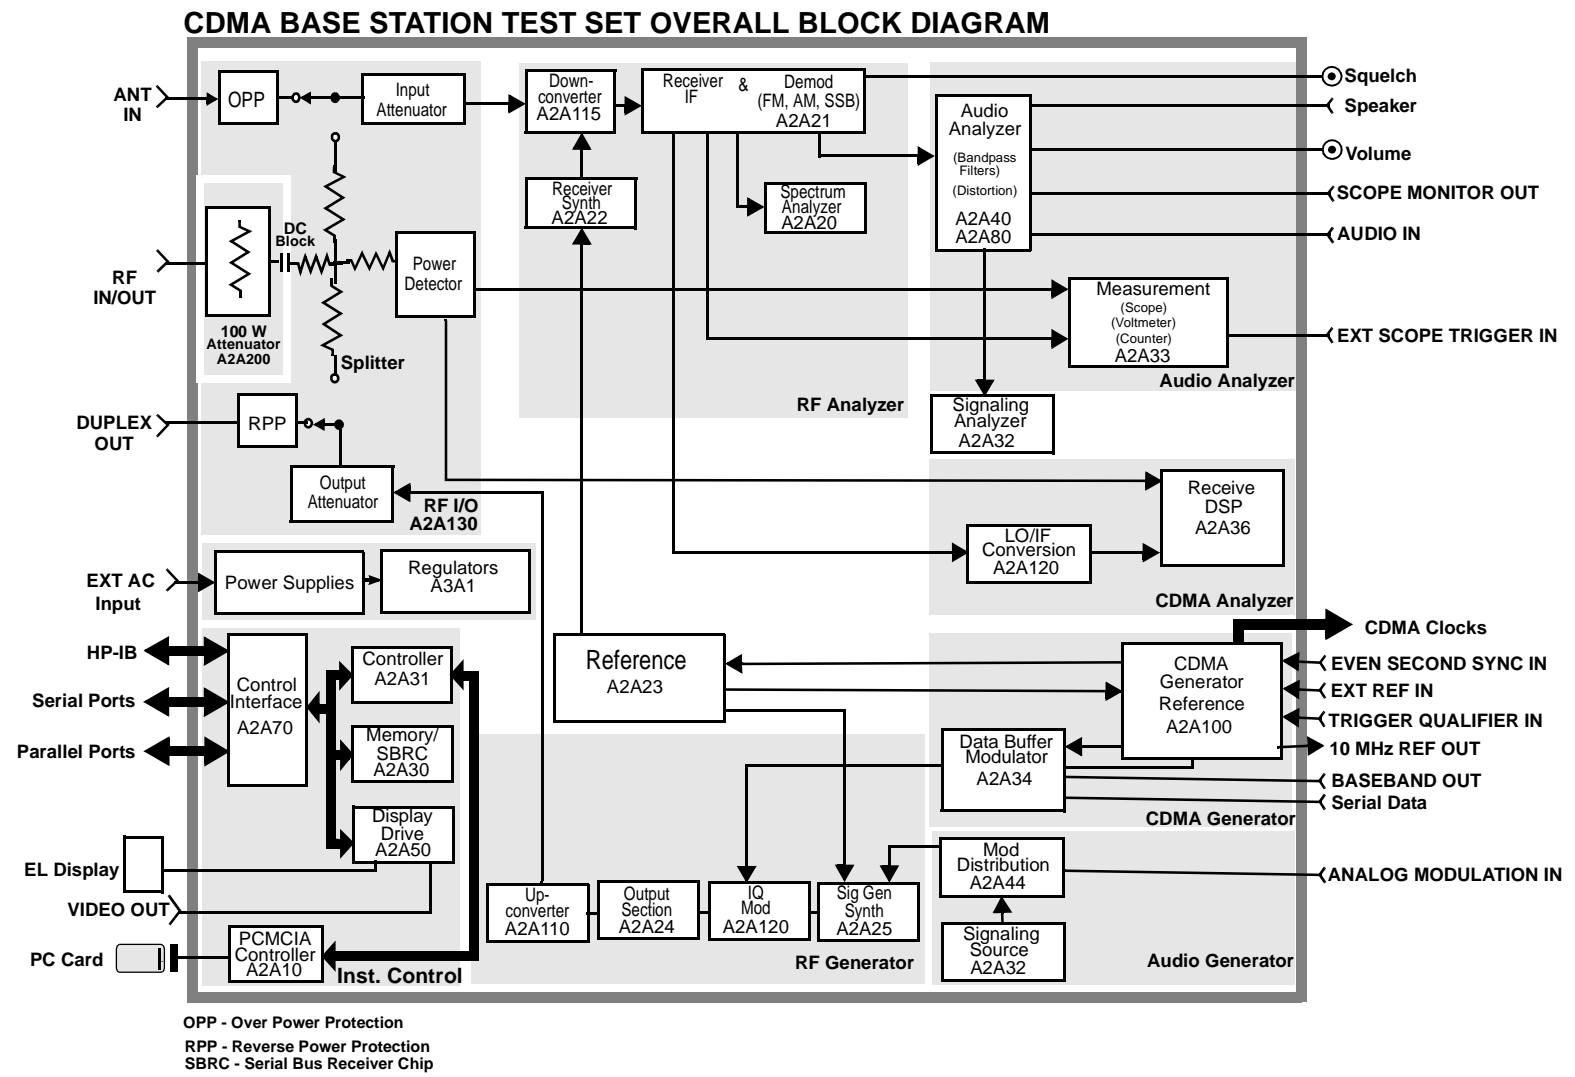 CDMA BASE STATION TEST SET OVERALL BLOCK DIAGRAM
ANT
IN
OPP
Input
Attenuator
Down-
converter
A2A115
Receiver
IF
&
Demod
(FM, AM, SSB)
A2A21
Audio
Analyzer
(Bandpass
Filters)
(Distortion)
A2A40
A2A80
Squelch
Speaker
Volume
SCOPE MONITOR OUT
AUDIO IN
Receiver
Synth
A2A22
Spectrum
Analyzer
A2A20
RF
IN/OUT
DC
Block
100 W
Attenuator
A2A200
Splitter
Power
Detector
Measurement
(Scope)
(Voltmeter)
(Counter)
A2A33
EXT SCOPE TRIGGER IN
Audio Analyzer
RF Analyzer
Signaling
Analyzer
A2A32
DUPLEX
OUT
RPP
Output
Attenuator
RF I/O
A2A130
Receive
DSP
A2A36
LO/IF
Conversion
A2A120
CDMA Analyzer
EXT AC
Input
Power Supplies
Regulators
A3A1
HP-IB
Serial Ports
Parallel Ports
Control
Interface
A2A70
Controller
A2A31
Memory/
SBRC
A2A30
Display
Drive
A2A50
Reference
A2A23
CDMA
Generator
Reference
A2A100
CDMA Clocks
EVEN SECOND SYNC IN
EXT REF IN
TRIGGER QUALIFIER IN
10 MHz REF OUT
BASEBAND OUT
Serial Data
Data Buffer
Modulator
A2A34
CDMA Generator
EL Display
VIDEO OUT
PC Card
PCMCIA
Controller
A2A10
Inst. Control
Up-
converter
A2A110
Output
Section
A2A24
IQ
Mod
A2A120
Sig Gen
Synth
A2A25
RF Generator
Mod
Distribution
A2A44
ANALOG MODULATION IN
Signaling
Source
A2A32
Audio Generator
OPP - Over Power Protection
RPP - Reverse Power Protection
SBRC - Serial Bus Receiver Chip